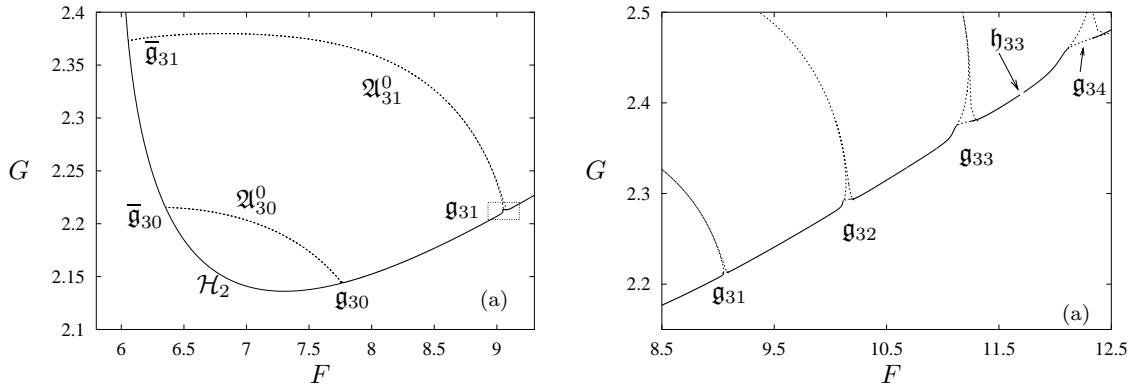 2.4
2.35
2.3
2.25
2.2
2.15
2.1
G
6
6.5
7
7.5
8
8.5
9
F
𝔤̅₃₁
𝔄⁰₃₁
𝔤̅₃₀
𝔄⁰₃₀
𝔤₃₁
ℋ₂
𝔤₃₀
(a)
2.5
2.4
2.3
2.2
G
8.5
9.5
10.5
11.5
12.5
F
𝔥₃₃
𝔤₃₄
𝔤₃₃
𝔤₃₂
𝔤₃₁
(a)